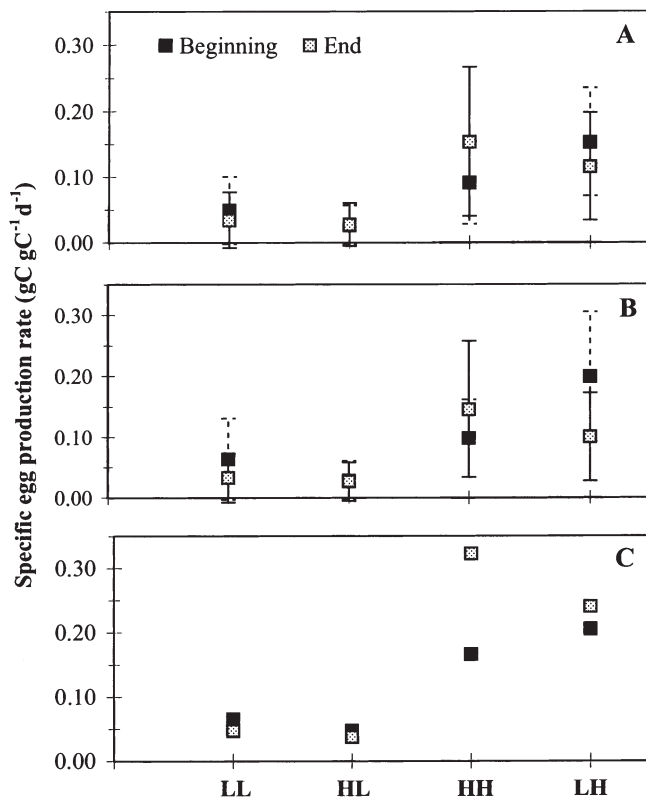 Specific egg production rate (gC gC⁻¹ d⁻¹)
A
Beginning End
0.30
0.20
0.10
0.00
B
0.30
0.20
0.10
0.00
C
0.30
0.20
0.10
0.00
LL HL HH LH